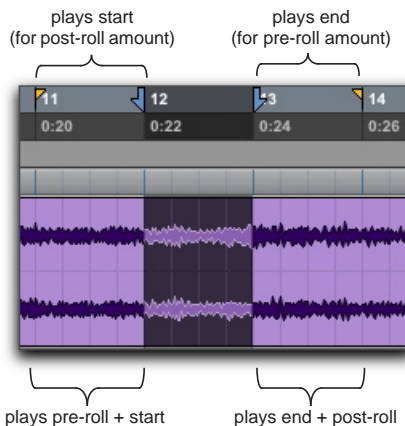 plays start
(for post-roll amount)
plays end
(for pre-roll amount)
11 12 13 14
0:20 0:22 0:24 0:26
plays pre-roll + start
plays end + post-roll